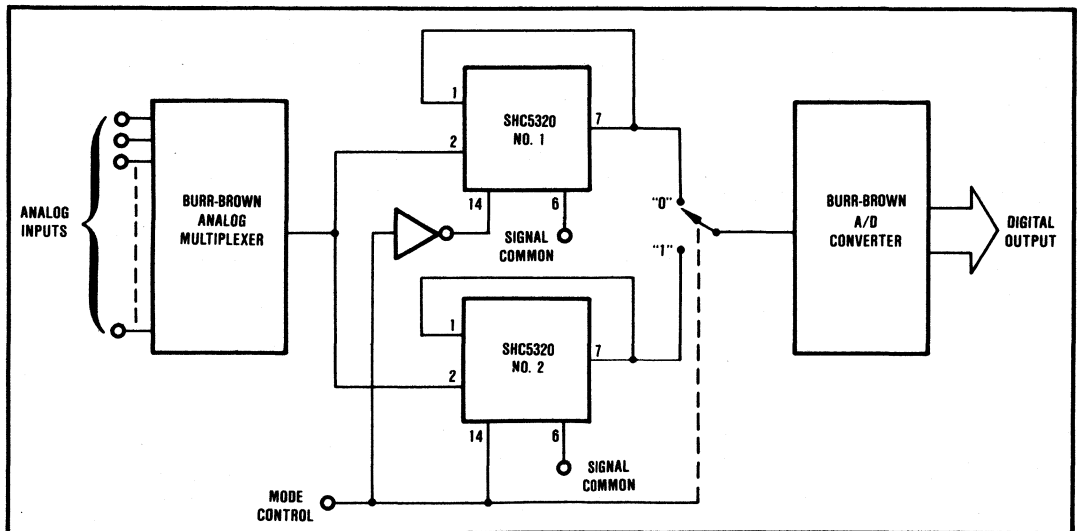 ANALOG
INPUTS
BURR-BROWN
ANALOG
MULTIPLEXER
1
2
SHC5320
NO. 1
7
14
6
SIGNAL
COMMON
"0"
"1"
1
2
SHC5320
NO. 2
7
14
6
SIGNAL
COMMON
MODE
CONTROL
BURR-BROWN
A/D
CONVERTER
DIGITAL
OUTPUT